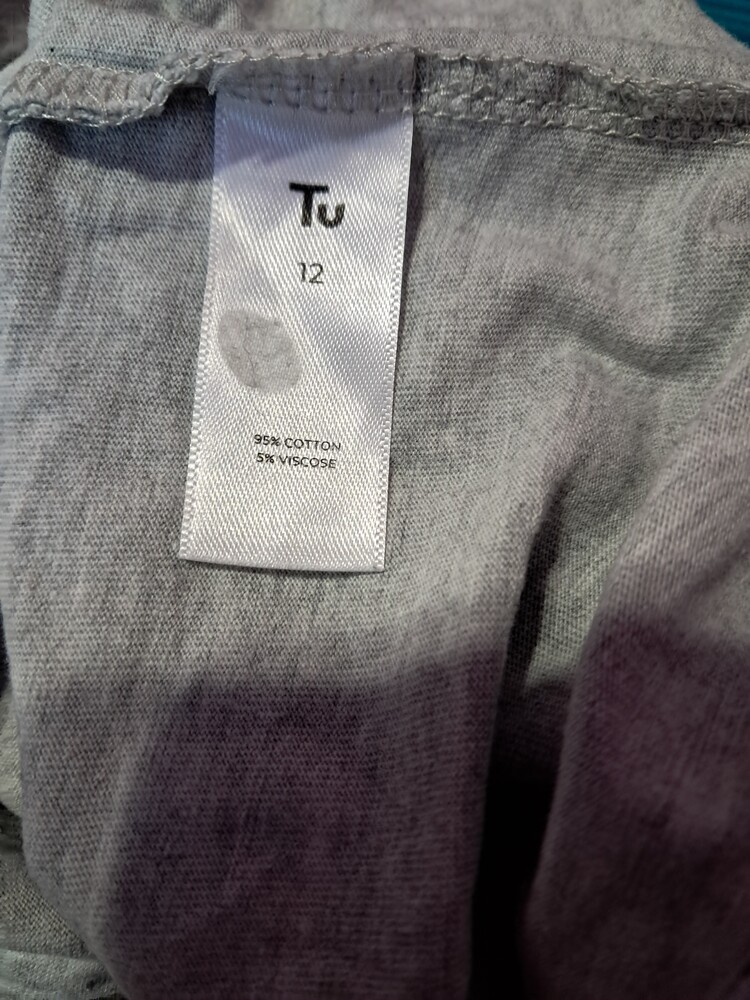 Tu
12
95% COTTON
5% VISCOSE